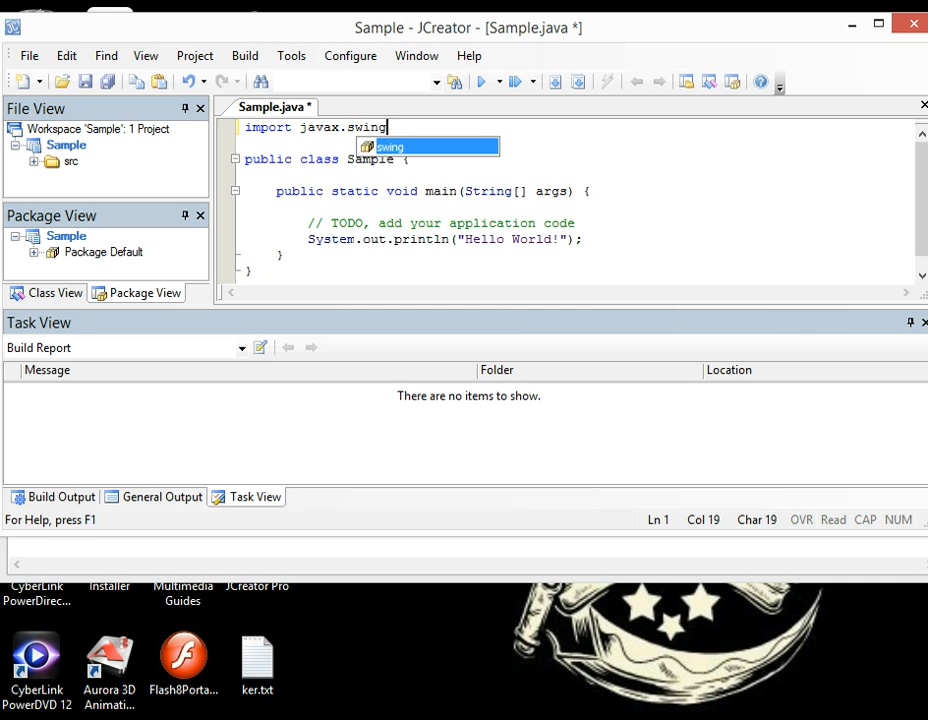 Sample - JCreator - [Sample.java *]
File Edit Find View Project Build Tools Configure Window Help
File View
Sample.java *
Workspace 'Sample': 1 Project
Sample
src
import javax.swing
swing
public class Sample {
public static void main(String[] args) {
// TODO, add your application code
System.out.println("Hello World!");
}
}
Package View
Sample
Package Default
Class View Package View
Task View
Build Report
Message Folder Location
There are no items to show.
Build Output General Output Task View
For Help, press F1 Ln 1 Col 19 Char 19 OVR Read CAP NUM
CyberLink PowerDirec...
Installer
Multimedia Guides
JCreator Pro
CyberLink PowerDVD 12
Aurora 3D Animati...
Flash8Porta...
ker.txt